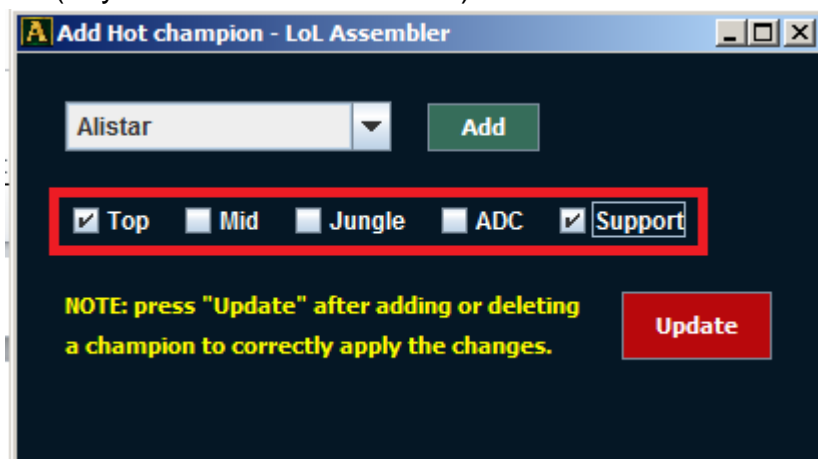 A Add Hot champion - LoL Assembler
Alistar Add
Top Mid Jungle ADC Support
NOTE: press "Update" after adding or deleting
a champion to correctly apply the changes.
Update